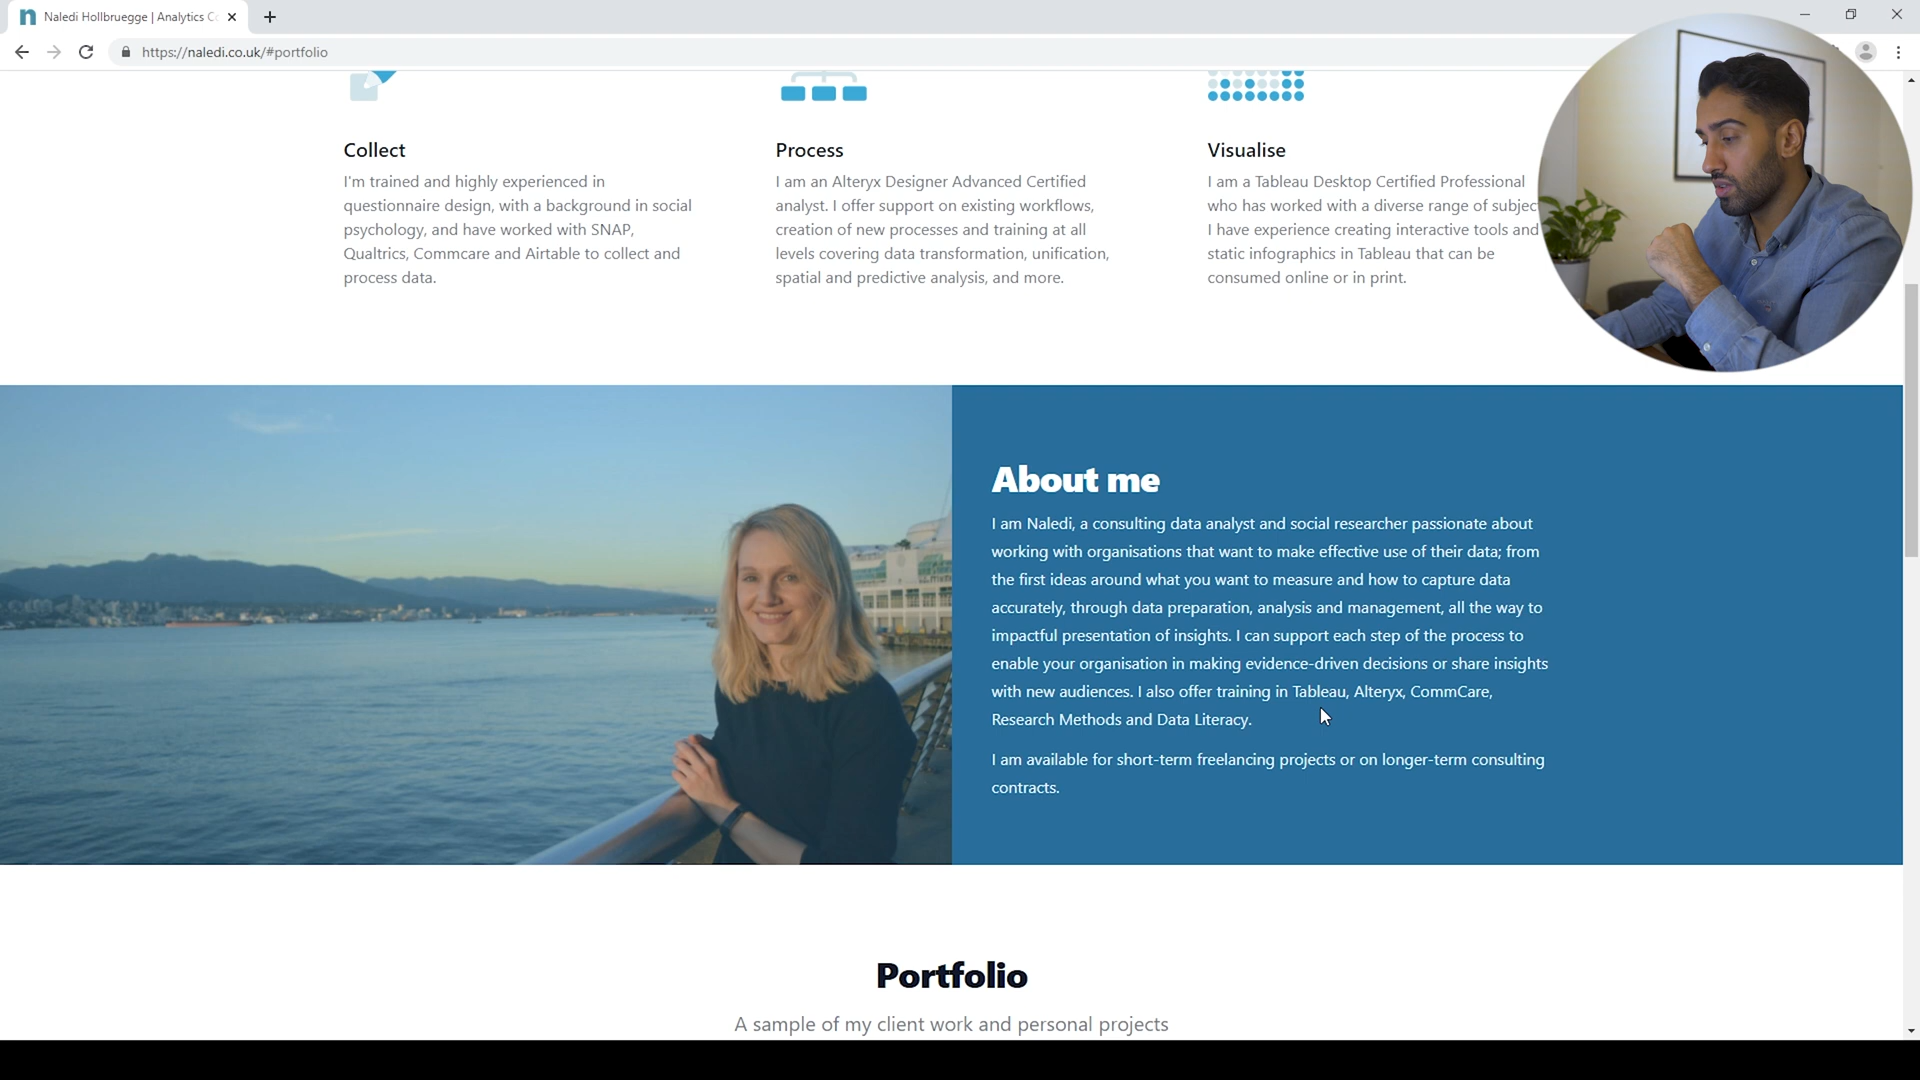 Naledi Hollbruegge | Analytics Co
https://naledi.co.uk/#portfolio
Collect
I'm trained and highly experienced in
questionnaire design, with a background in social
psychology, and have worked with SNAP,
Qualtrics, Commcare and Airtable to collect and
process data.
Process
I am an Alteryx Designer Advanced Certified
analyst. I offer support on existing workflows,
creation of new processes and training at all
levels covering data transformation, unification,
spatial and predictive analysis, and more.
Visualise
I am a Tableau Desktop Certified Professional
who has worked with a diverse range of subjec
I have experience creating interactive tools and
static infographics in Tableau that can be
consumed online or in print.
About me
I am Naledi, a consulting data analyst and social researcher passionate about
working with organisations that want to make effective use of their data; from
the first ideas around what you want to measure and how to capture data
accurately, through data preparation, analysis and management, all the way to
impactful presentation of insights. I can support each step of the process to
enable your organisation in making evidence-driven decisions or share insights
with new audiences. I also offer training in Tableau, Alteryx, CommCare,
Research Methods and Data Literacy.
I am available for short-term freelancing projects or on longer-term consulting
contracts.
Portfolio
A sample of my client work and personal projects